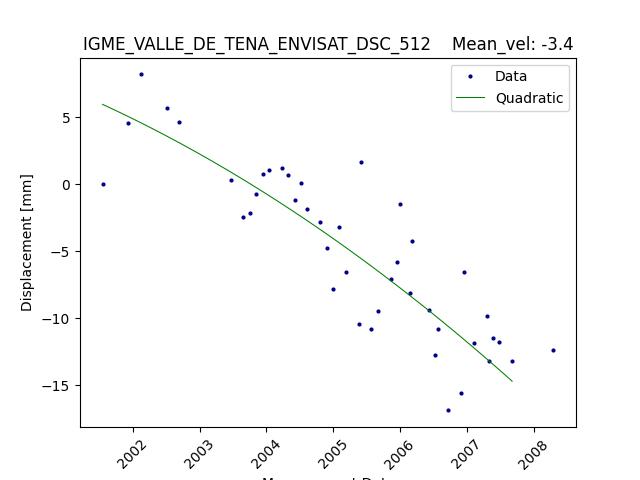 IGME_VALLE_DE_TENA_ENVISAT_DSC_512    Mean_vel: -3.4
Data
Quadratic
Displacement [mm]
5
0
−5
−10
−15
2002 2003 2004 2005 2006 2007 2008